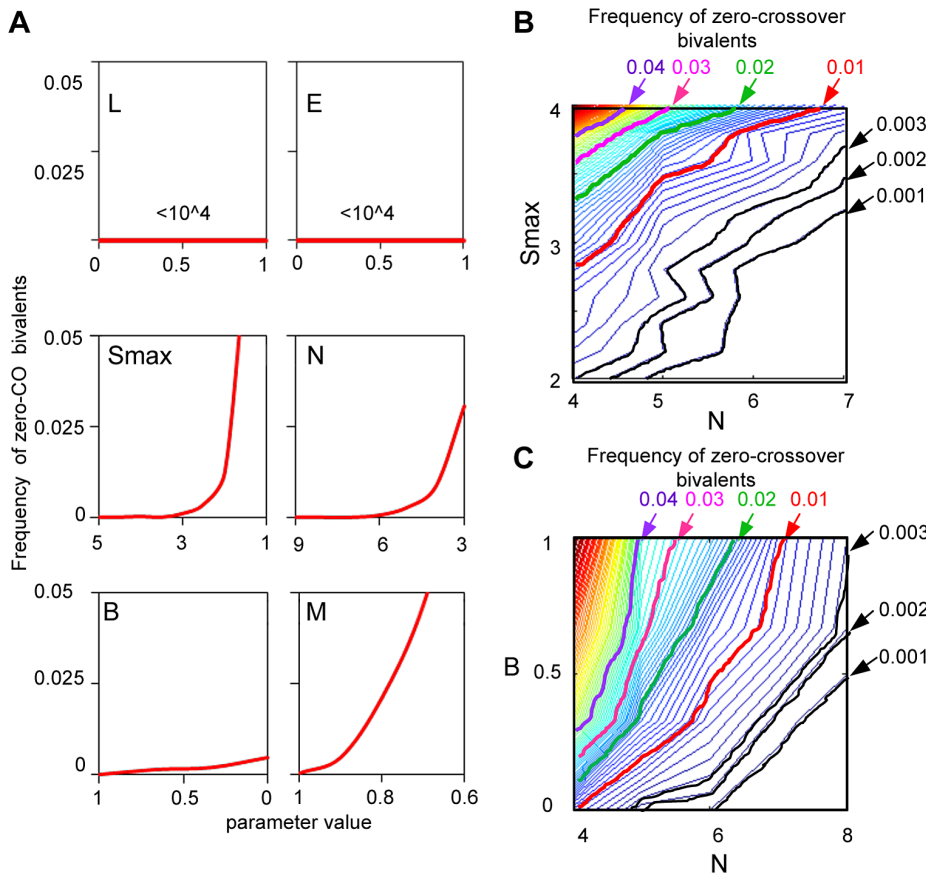 A
Frequency of zero-CO bivalents
0.05
0.025
0
L
<10^4
0 0.5 1
E
<10^4
0 0.5 1
0.05
0.025
0
Smax
5 3 1
N
9 6 3
0.05
0.025
0
B
1 0.5 0
M
1 0.8 0.6
parameter value
B
Frequency of zero-crossover
bivalents
0.04 0.03 0.02 0.01
0.003
0.002
0.001
4
3
2
Smax
4 5 6 7
N
C
Frequency of zero-crossover
bivalents
0.04 0.03 0.02 0.01
0.003
0.002
0.001
1
0.5
0
B
4 6 8
N